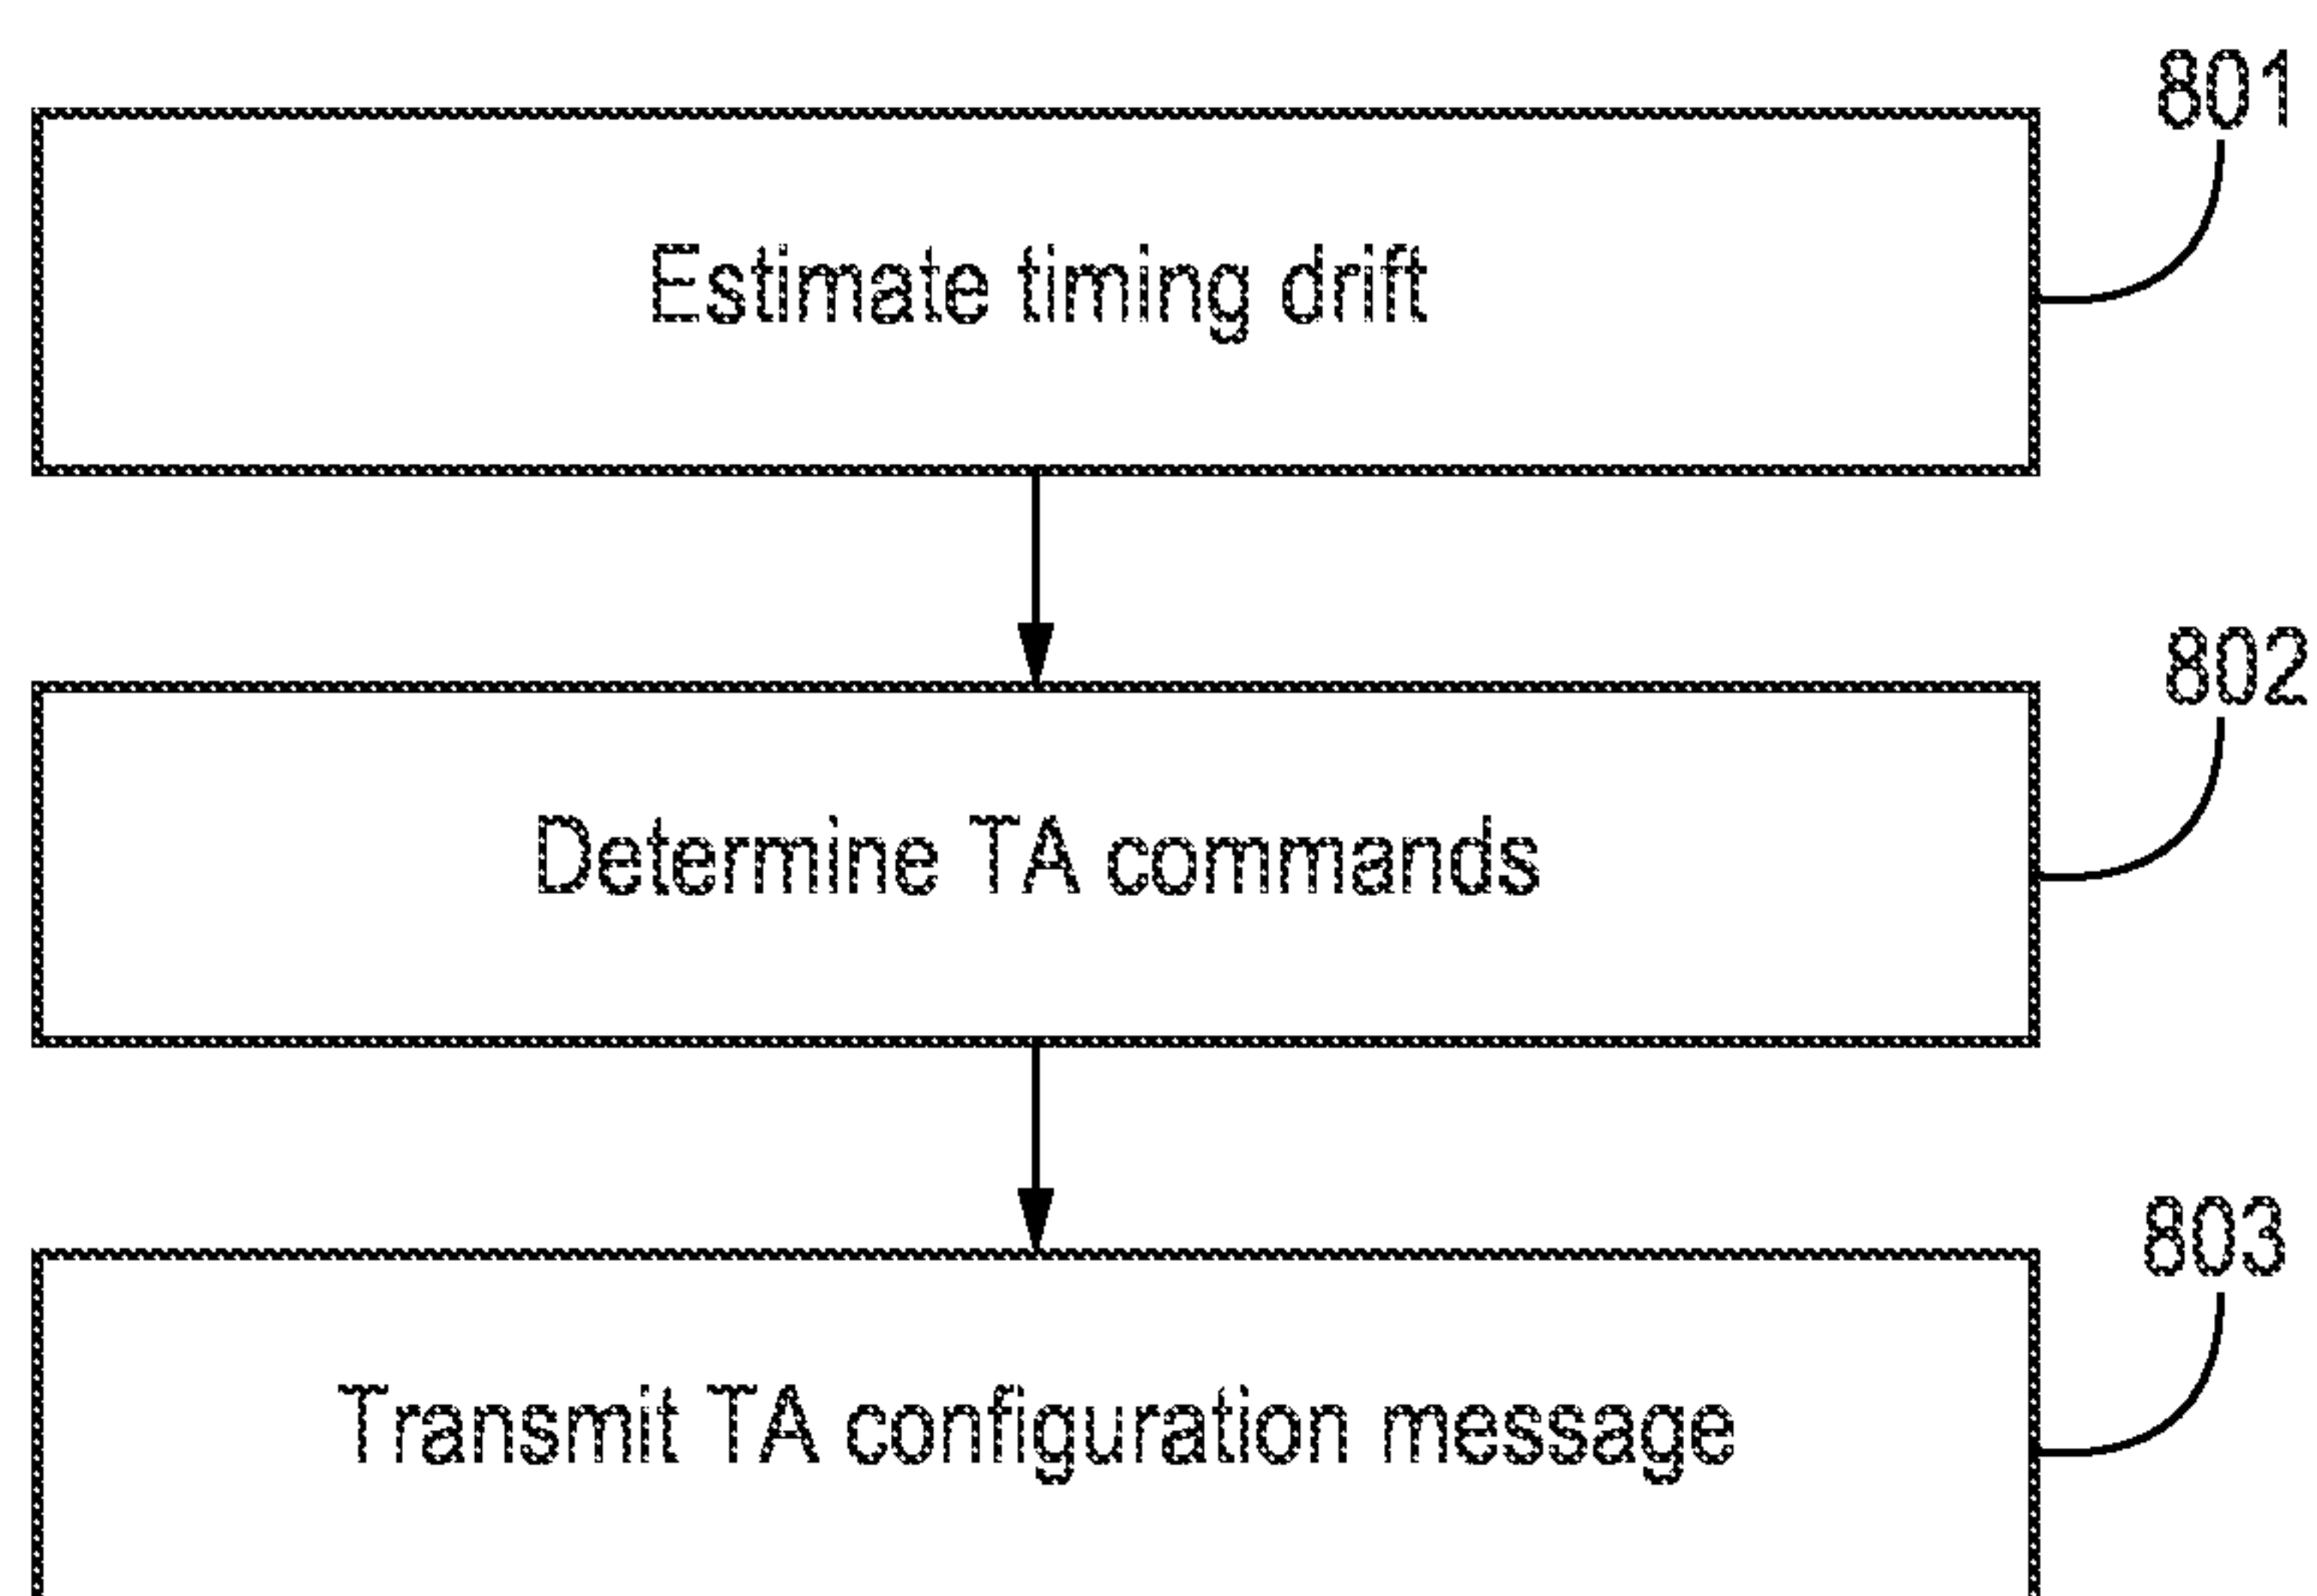 801
Estimate timing drift
802
Determine TA commands
803
Transmit TA configuration message